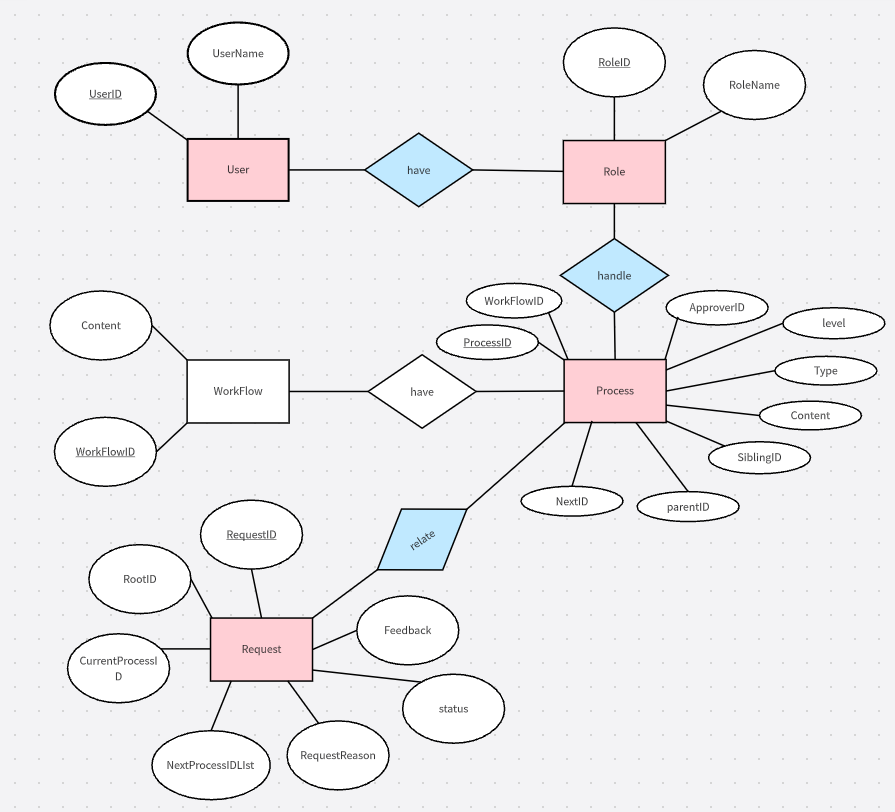 UserName
UserID
User
have
RoleID
RoleName
Role
handle
WorkFlowID
ProcessID
ApproverID
level
Type
Content
SiblingID
parentID
NextID
Process
Content
WorkFlow
WorkFlowID
have
relate
RequestID
RootID
Request
Feedback
CurrentProcessI
D
status
NextProcessIDLIst
RequestReason